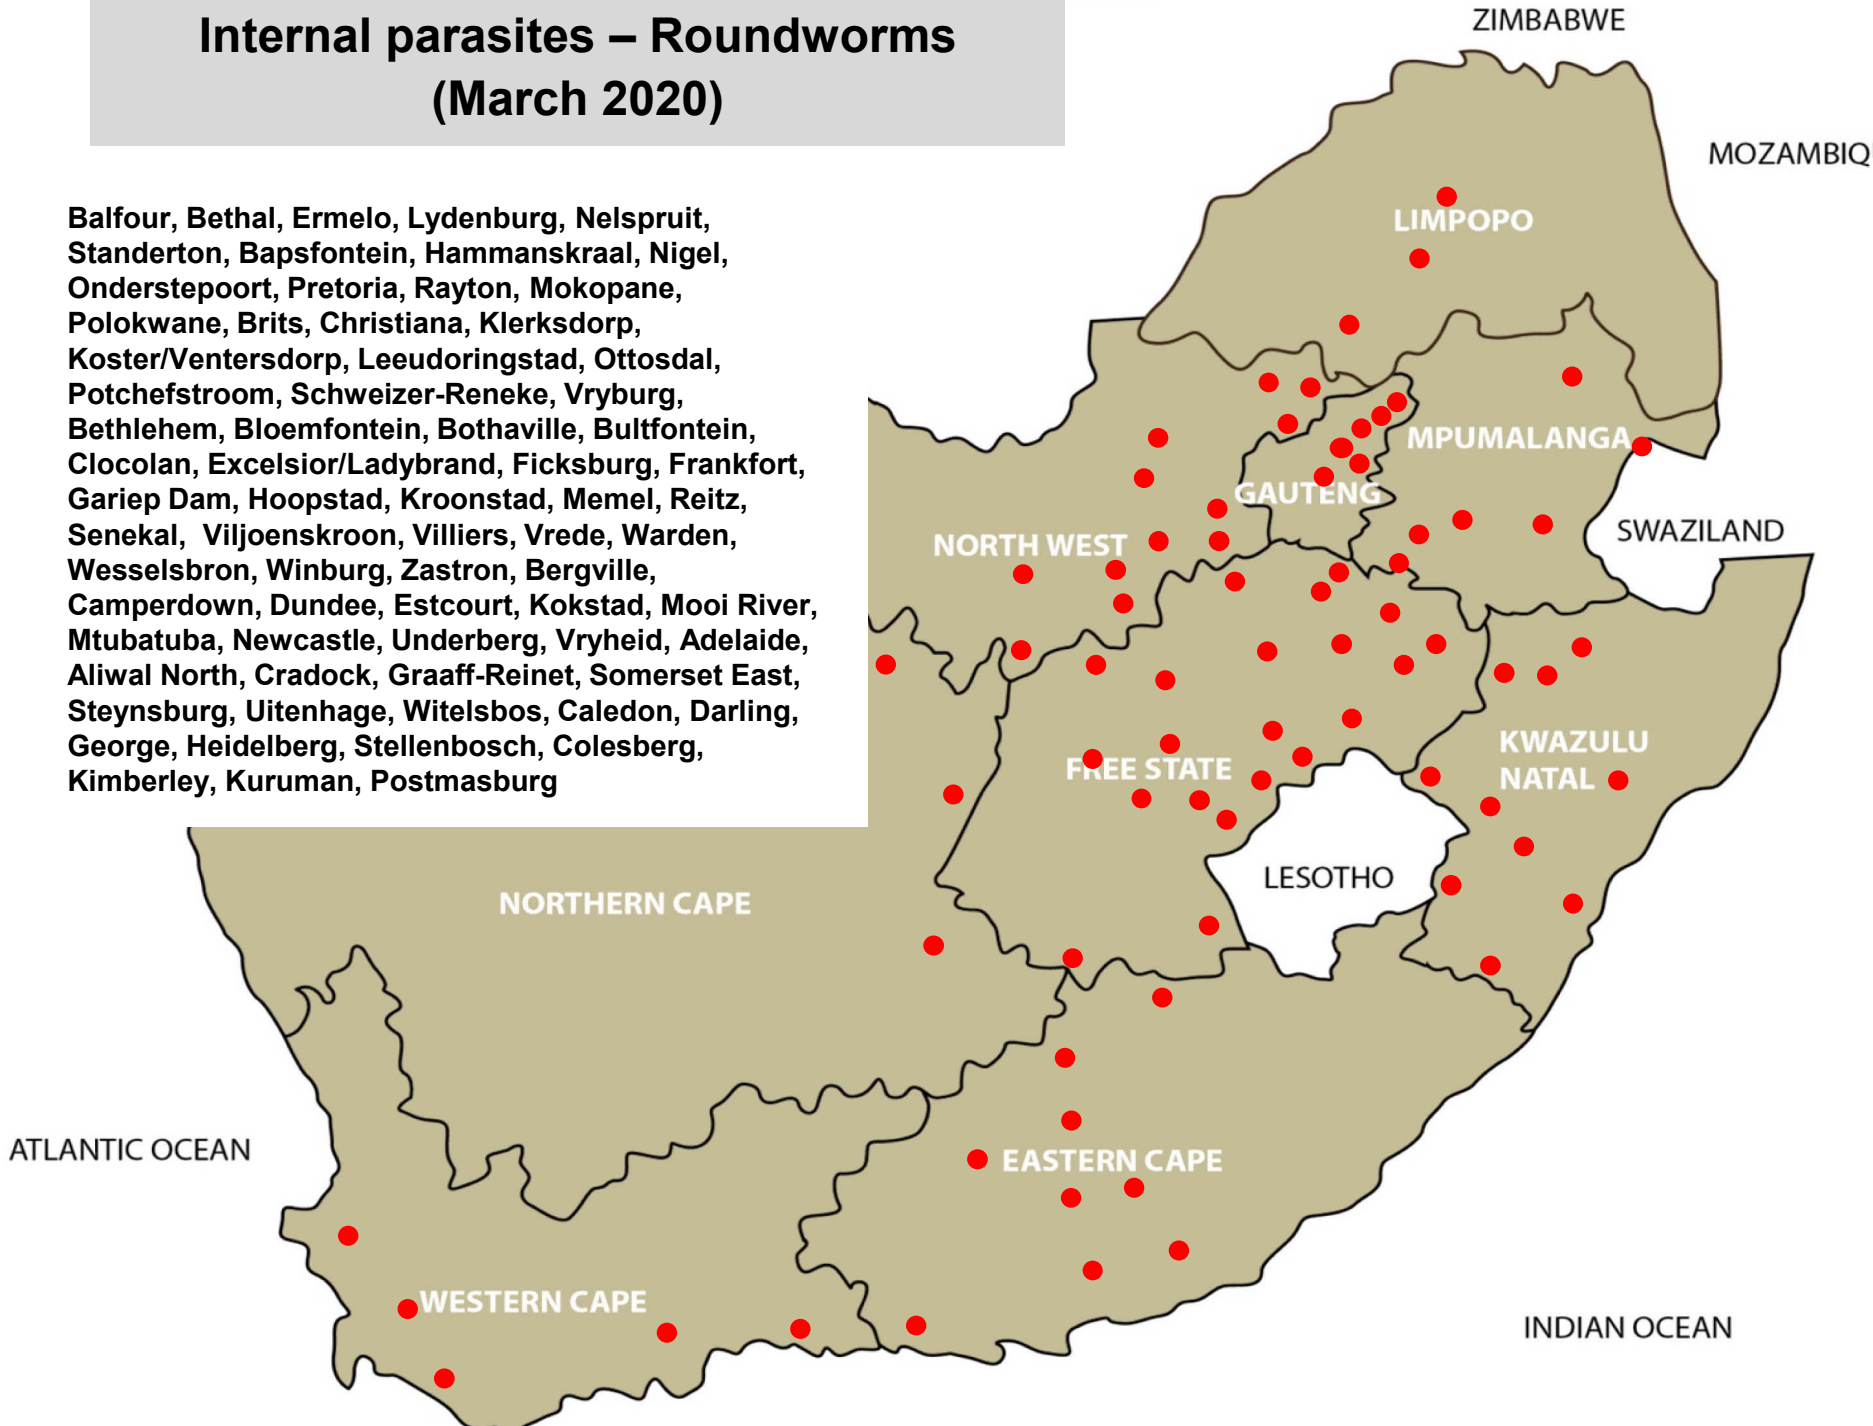 Internal parasites – Roundworms
(March 2020)
Balfour, Bethal, Ermelo, Lydenburg, Nelspruit,
Standerton, Bapsfontein, Hammanskraal, Nigel,
Onderstepoort, Pretoria, Rayton, Mokopane,
Polokwane, Brits, Christiana, Klerksdorp,
Koster/Ventersdorp, Leeudoringstad, Ottosdal,
Potchefstroom, Schweizer-Reneke, Vryburg,
Bethlehem, Bloemfontein, Bothaville, Bultfontein,
Clocolan, Excelsior/Ladybrand, Ficksburg, Frankfort,
Gariep Dam, Hoopstad, Kroonstad, Memel, Reitz,
Senekal, Viljoenskroon, Villiers, Vrede, Warden,
Wesselsbron, Winburg, Zastron, Bergville,
Camperdown, Dundee, Estcourt, Kokstad, Mooi River,
Mtubatuba, Newcastle, Underberg, Vryheid, Adelaide,
Aliwal North, Cradock, Graaff-Reinet, Somerset East,
Steynsburg, Uitenhage, Witelsbos, Caledon, Darling,
George, Heidelberg, Stellenbosch, Colesberg,
Kimberley, Kuruman, Postmasburg
ZIMBABWE
MOZAMBIQ
LIMPOPO
MPUMALANGA
GAUTENG
SWAZILAND
NORTH WEST
KWAZULU
NATAL
FREE STATE
LESOTHO
NORTHERN CAPE
ATLANTIC OCEAN
EASTERN CAPE
WESTERN CAPE
INDIAN OCEAN